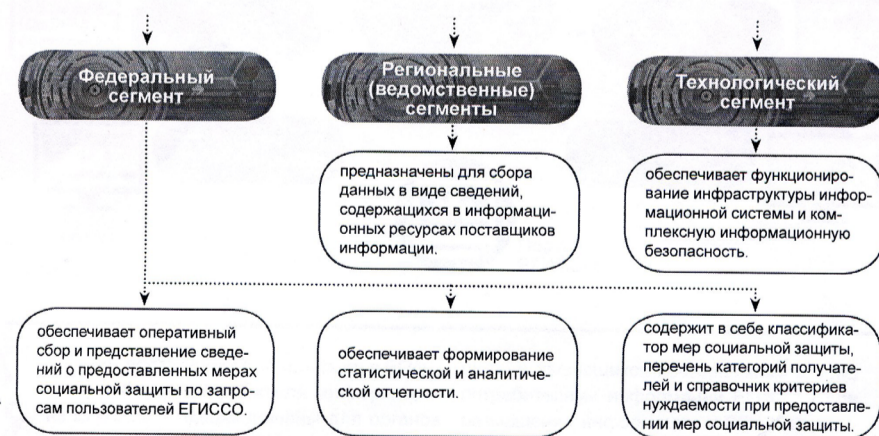 Федеральный
сегмент
Региональные
(ведомственные)
сегменты
Технологический
сегмент
предназначены для сбора
данных в виде сведений,
содержащихся в информаци-
онных ресурсах поставщиков
информации.
обеспечивает функциониро-
вание инфраструктуры инфор-
мационной системы и ком-
плексную информационную
безопасность.
обеспечивает оперативный
сбор и представление сведе-
ний о предоставленных мерах
социальной защиты по запро-
сам пользователей ЕГИССО.
обеспечивает формирование
статистической и аналитиче-
ской отчетности.
содержит в себе классифика-
тор мер социальной защиты,
перечень категорий получате-
лей и справочник критериев
нуждаемости при предоставле-
нии мер социальной защиты.